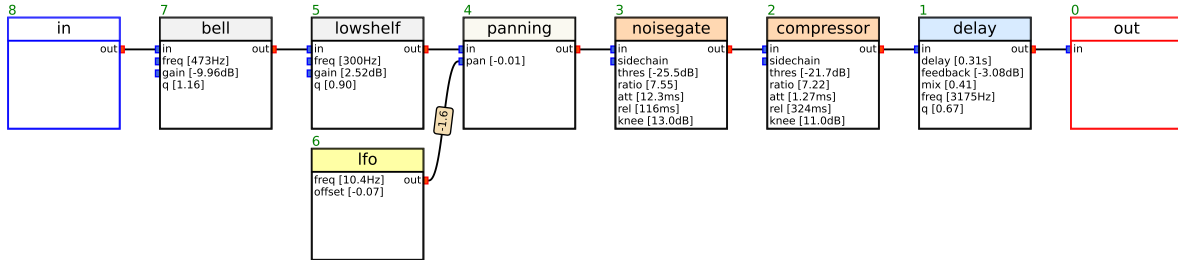 8
in
out
7
bell
in out
freq [473Hz]
gain [-9.96dB]
q [1.16]
5
lowshelf
in out
freq [300Hz]
gain [2.52dB]
q [0.90]
4
panning
in out
pan [-0.01]
3
noisegate
in out
sidechain
thres [-25.5dB]
ratio [7.55]
att [12.3ms]
rel [116ms]
knee [13.0dB]
2
compressor
in out
sidechain
thres [-21.7dB]
ratio [7.22]
att [1.27ms]
rel [324ms]
knee [11.0dB]
1
delay
in out
delay [0.31s]
feedback [-3.08dB]
mix [0.41]
freq [3175Hz]
q [0.67]
0
out
in
-1.6
6
lfo
freq [10.4Hz] out
offset [-0.07]